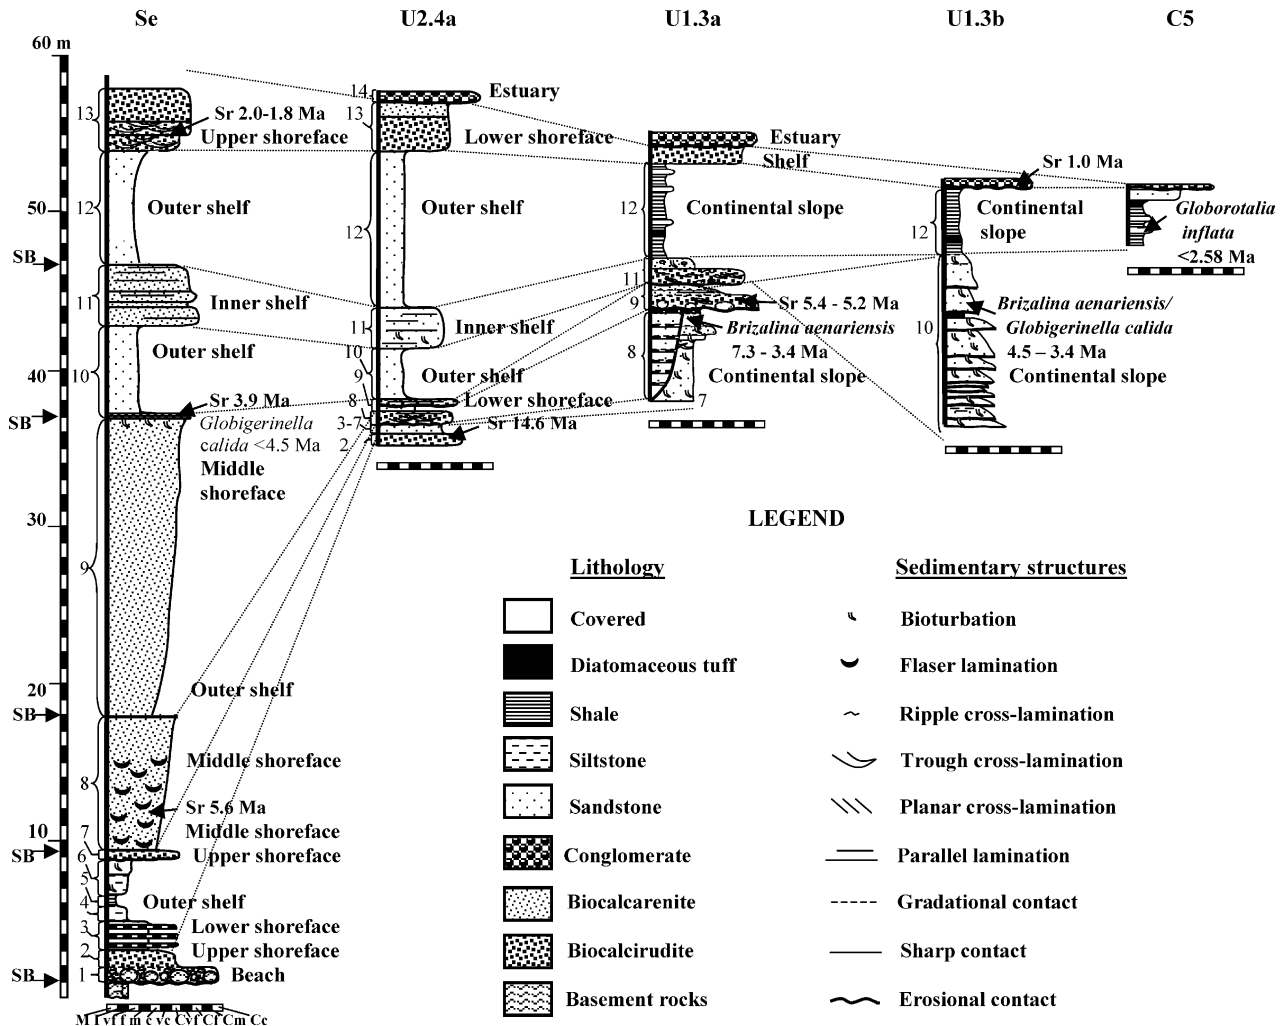 Se U2.4a U1.3a U1.3b C5
60 m
14 Estuary
13 Sr 2.0-1.8 Ma
13
Upper shoreface Lower shoreface
Estuary
Shelf
Sr 1.0 Ma
50
12 Outer shelf
12 Outer shelf
12 Continental slope
12 Continental
slope
Globorotalia
inflata
<2.58 Ma
SB
11 Inner shelf
11 Inner shelf
11
9 Sr 5.4 - 5.2 Ma
Brizalina aenariensis
7.3 - 3.4 Ma
8 Continental slope
7
10 Brizalina aenariensis/
Globigerinella calida
4.5 – 3.4 Ma
Continental slope
40
10 Outer shelf
10
9 Outer shelf
8 Lower shoreface
3-7
2 Sr 14.6 Ma
SB
Sr 3.9 Ma
Globigerinella
calida <4.5 Ma
Middle
shoreface
30
9
20
Outer shelf
SB
8 Middle shoreface
Sr 5.6 Ma
10
7 Middle shoreface
SB
6 Upper shoreface
5
4 Outer shelf
3 Lower shoreface
2 Upper shoreface
SB
1 Beach
M f vf f m c vc Cvf Cf Cm Cc
LEGEND
Lithology
Covered
Diatomaceous tuff
Shale
Siltstone
Sandstone
Conglomerate
Biocalcarenite
Biocalcirudite
Basement rocks
Sedimentary structures
Bioturbation
Flaser lamination
Ripple cross-lamination
Trough cross-lamination
Planar cross-lamination
Parallel lamination
Gradational contact
Sharp contact
Erosional contact